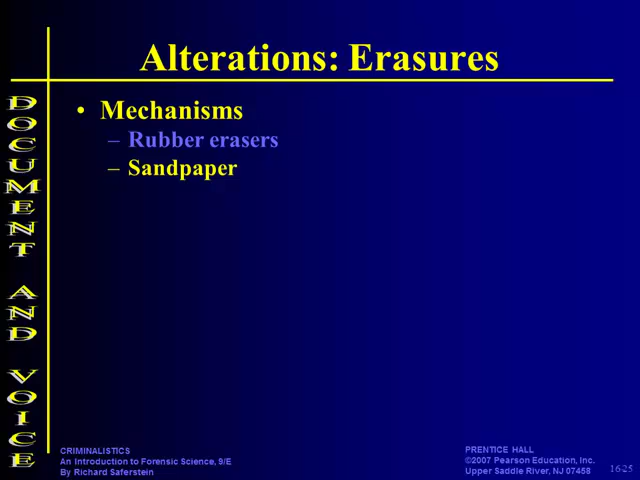 Alterations: Erasures
DOCUMENT AND VOICE
• Mechanisms
– Rubber erasers
– Sandpaper
CRIMINALISTICS
An Introduction to Forensic Science, 9/E
By Richard Saferstein
PRENTICE HALL
©2007 Pearson Education, Inc.
Upper Saddle River, NJ 07458
16-25